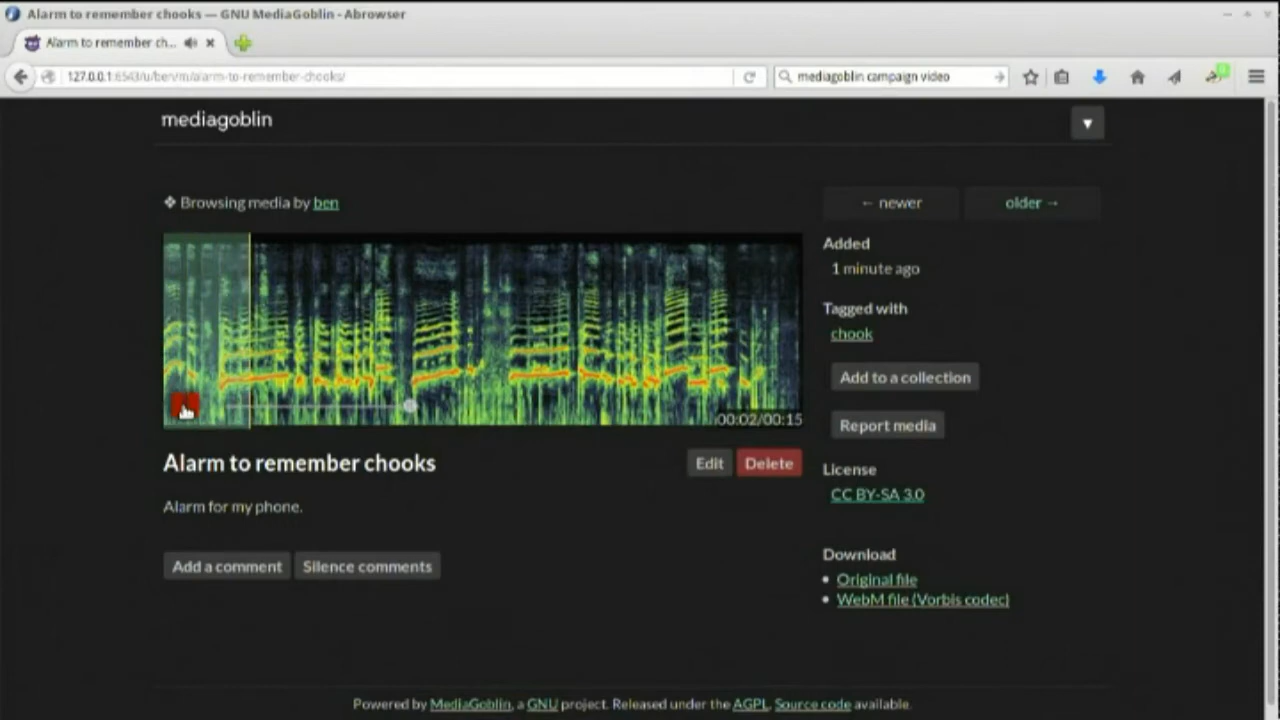 Alarm to remember chooks — GNU MediaGoblin - Abrowser
Alarm to remember ch...
127.0.0.1:6543/u/ben/m/alarm-to-remember-chooks/
mediagoblin campaign video
mediagoblin
❖ Browsing media by ben
← newer
older →
Added
1 minute ago
Tagged with
chook
Add to a collection
Report media
00:02/00:15
Alarm to remember chooks
Edit
Delete
License
CC BY-SA 3.0
Alarm for my phone.
Add a comment
Silence comments
Download
• Original file
• WebM file (Vorbis codec)
Powered by MediaGoblin, a GNU project. Released under the AGPL. Source code available.